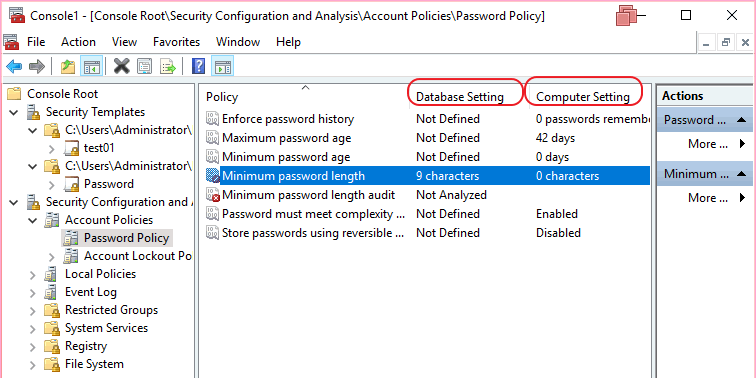 Console1 - [Console Root\Security Configuration and Analysis\Account Policies\Password Policy]
File Action View Favorites Window Help
Console Root
Security Templates
C:\Users\Administrator\
test01
C:\Users\Administrator\
Password
Security Configuration and A
Account Policies
Password Policy
Account Lockout Po
Local Policies
Event Log
Restricted Groups
System Services
Registry
File System
Policy Database Setting Computer Setting
Enforce password history Not Defined 0 passwords rememb
Maximum password age Not Defined 42 days
Minimum password age Not Defined 0 days
Minimum password length 9 characters 0 characters
Minimum password length audit Not Analyzed
Password must meet complexity ... Not Defined Enabled
Store passwords using reversible ... Not Defined Disabled
Actions
Password ...
More ...
Minimum ...
More ...